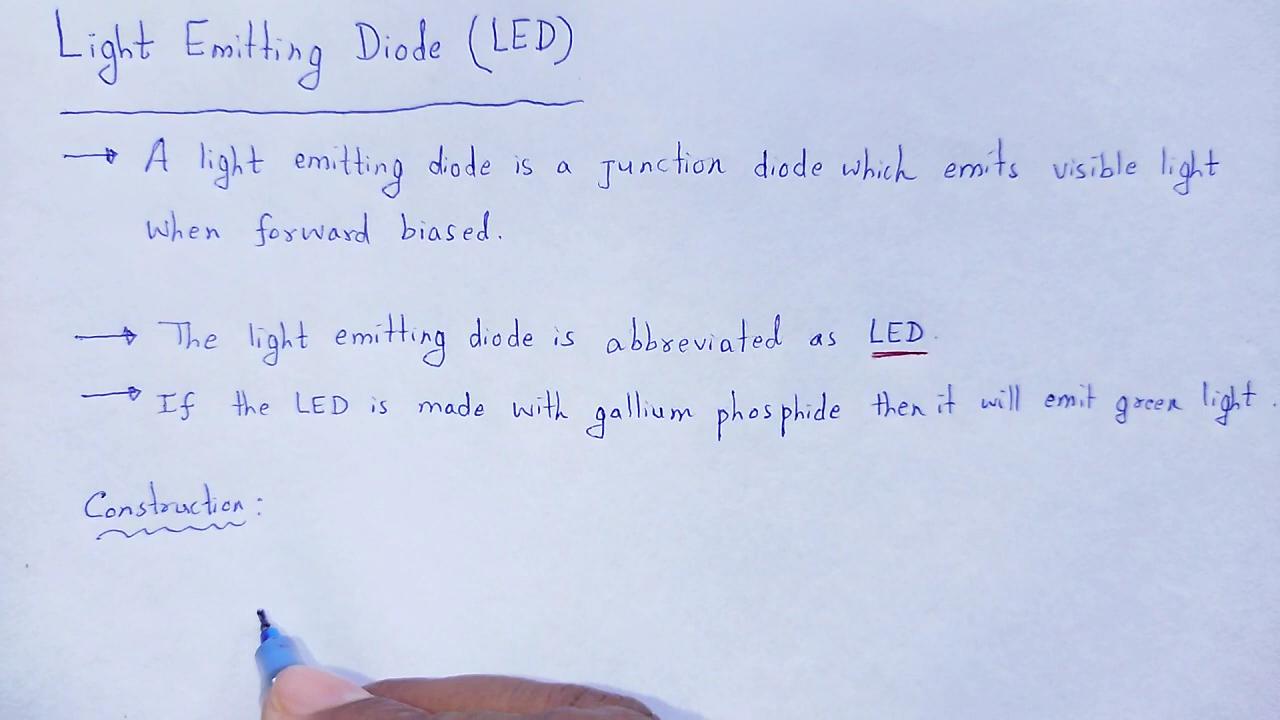 Light Emitting Diode (LED)
→ A light emitting diode is a junction diode which emits visible light
when forward biased.
→ The light emitting diode is abbreviated as LED.
→ If the LED is made with gallium phosphide then it will emit green light.
Construction: